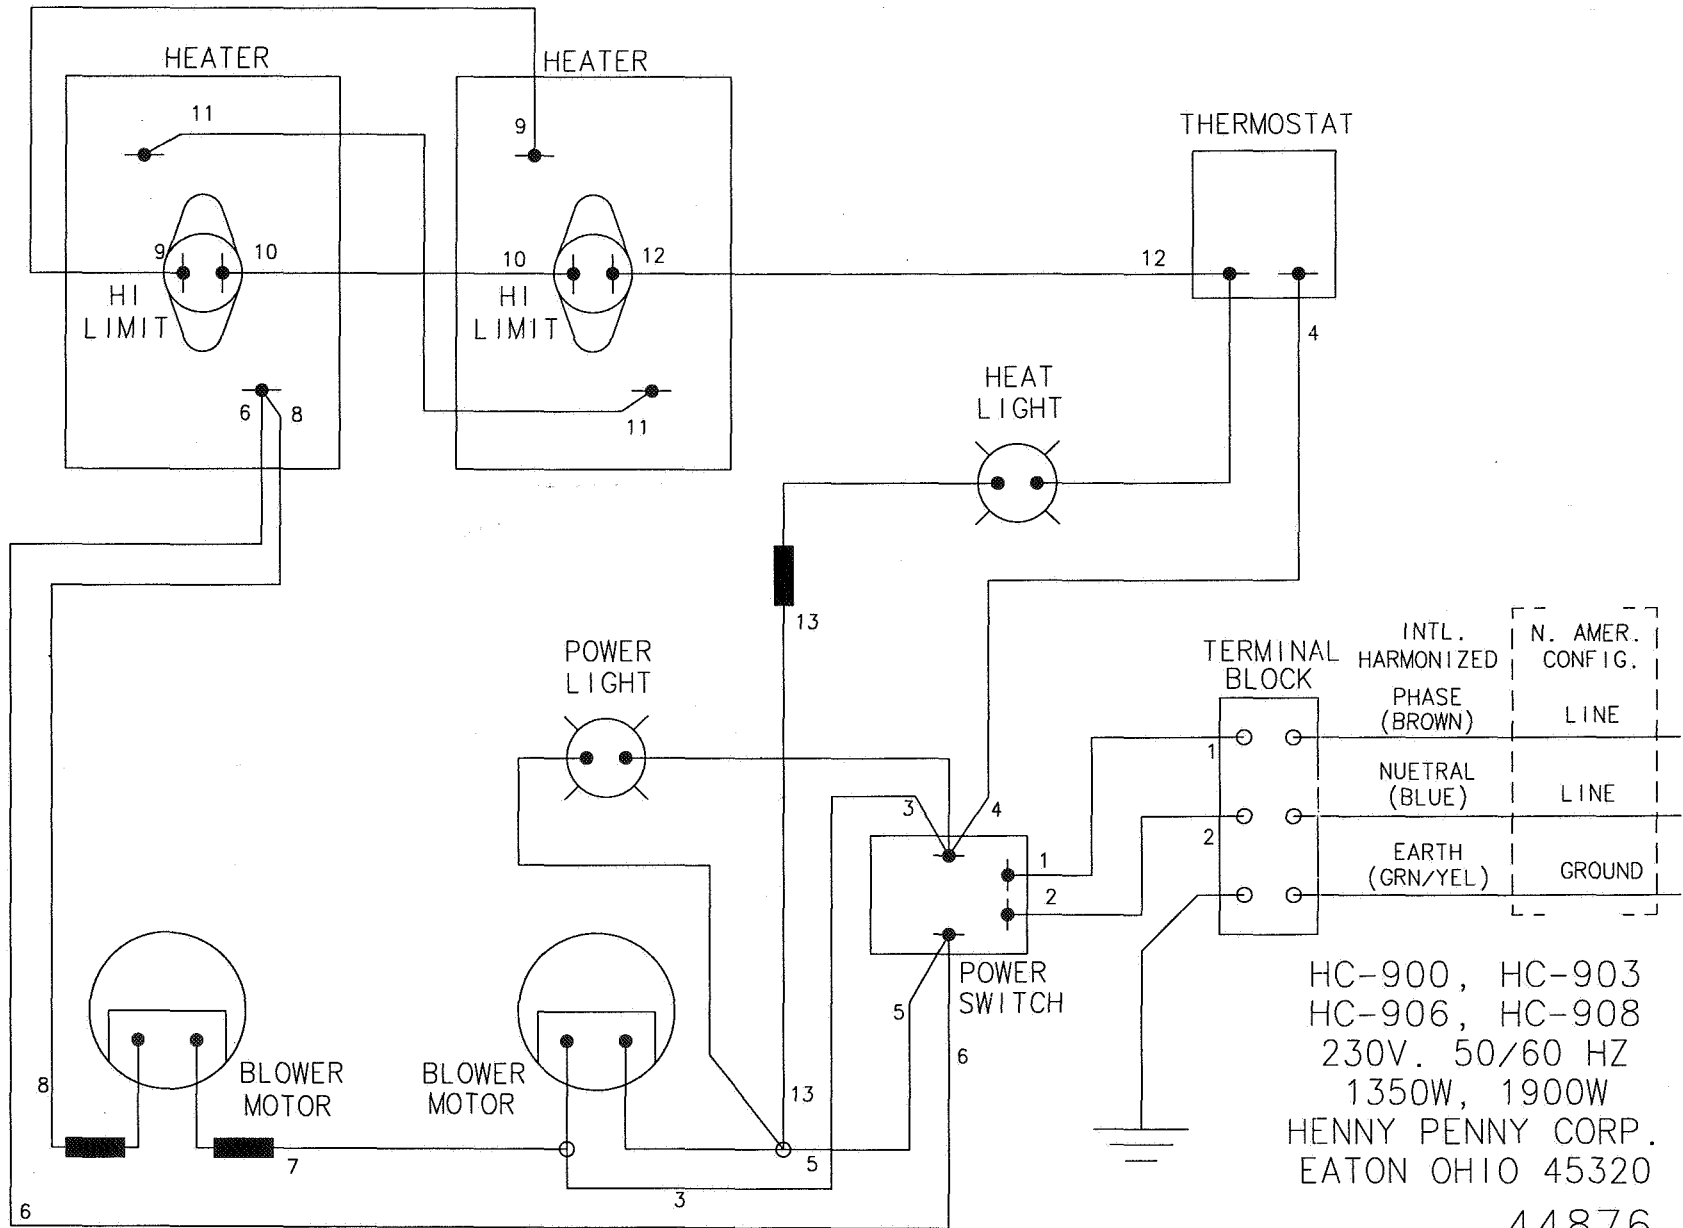 HEATER
HEATER
11
9
THERMOSTAT
9
10
10
12
12
HI
LIMIT
HI
LIMIT
4
6
8
11
HEAT
LIGHT
13
POWER
LIGHT
TERMINAL
BLOCK
INTL.
HARMONIZED
N. AMER.
CONFIG.
PHASE
(BROWN)
LINE
1
NUETRAL
(BLUE)
LINE
2
EARTH
(GRN/YEL)
GROUND
3
4
1
2
POWER
SWITCH
5
6
8
BLOWER
MOTOR
BLOWER
MOTOR
13
7
5
3
6
HC-900, HC-903
HC-906, HC-908
230V. 50/60 HZ
1350W, 1900W
HENNY PENNY CORP.
EATON OHIO 45320
44876